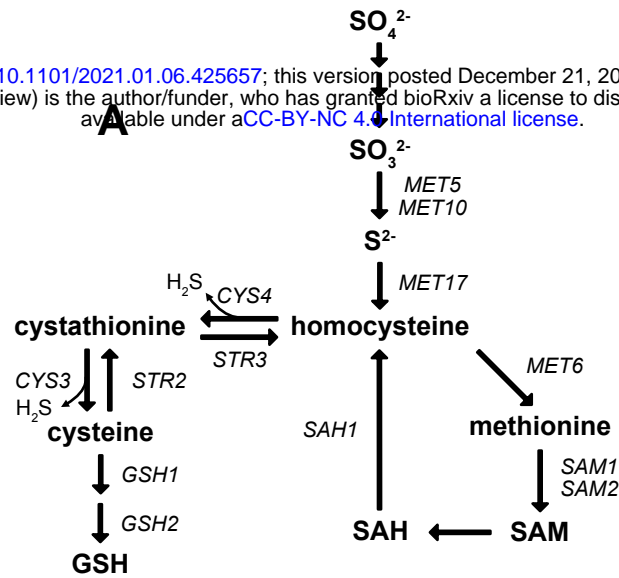 SO₄²⁻
10.1101/2021.01.06.425657; this version posted December 21, 20
iew) is the author/funder, who has granted bioRxiv a license to dis
available under aCC-BY-NC 4.0 International license.
A
SO₃²⁻
MET5
MET10
S²⁻
MET17
H₂S
CYS4
cystathionine
homocysteine
STR3
CYS3
STR2
MET6
H₂S
cysteine
SAH1
methionine
GSH1
SAM1
SAM2
GSH2
SAH
SAM
GSH